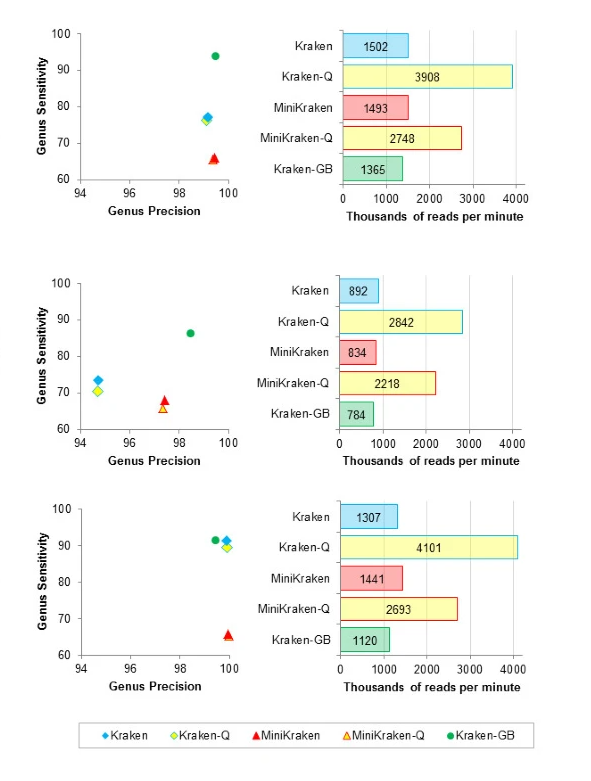 100
90
80
70
60
Genus Sensitivity
94 96 98 100
Genus Precision
Kraken 1502
Kraken-Q 3908
MiniKraken 1493
MiniKraken-Q 2748
Kraken-GB 1365
0 1000 2000 3000 4000
Thousands of reads per minute
100
90
80
70
60
Genus Sensitivity
94 96 98 100
Genus Precision
Kraken 892
Kraken-Q 2842
MiniKraken 834
MiniKraken-Q 2218
Kraken-GB 784
0 1000 2000 3000 4000
Thousands of reads per minute
100
90
80
70
60
Genus Sensitivity
94 96 98 100
Genus Precision
Kraken 1307
Kraken-Q 4101
MiniKraken 1441
MiniKraken-Q 2693
Kraken-GB 1120
0 1000 2000 3000 4000
Thousands of reads per minute
Kraken Kraken-Q MiniKraken MiniKraken-Q Kraken-GB